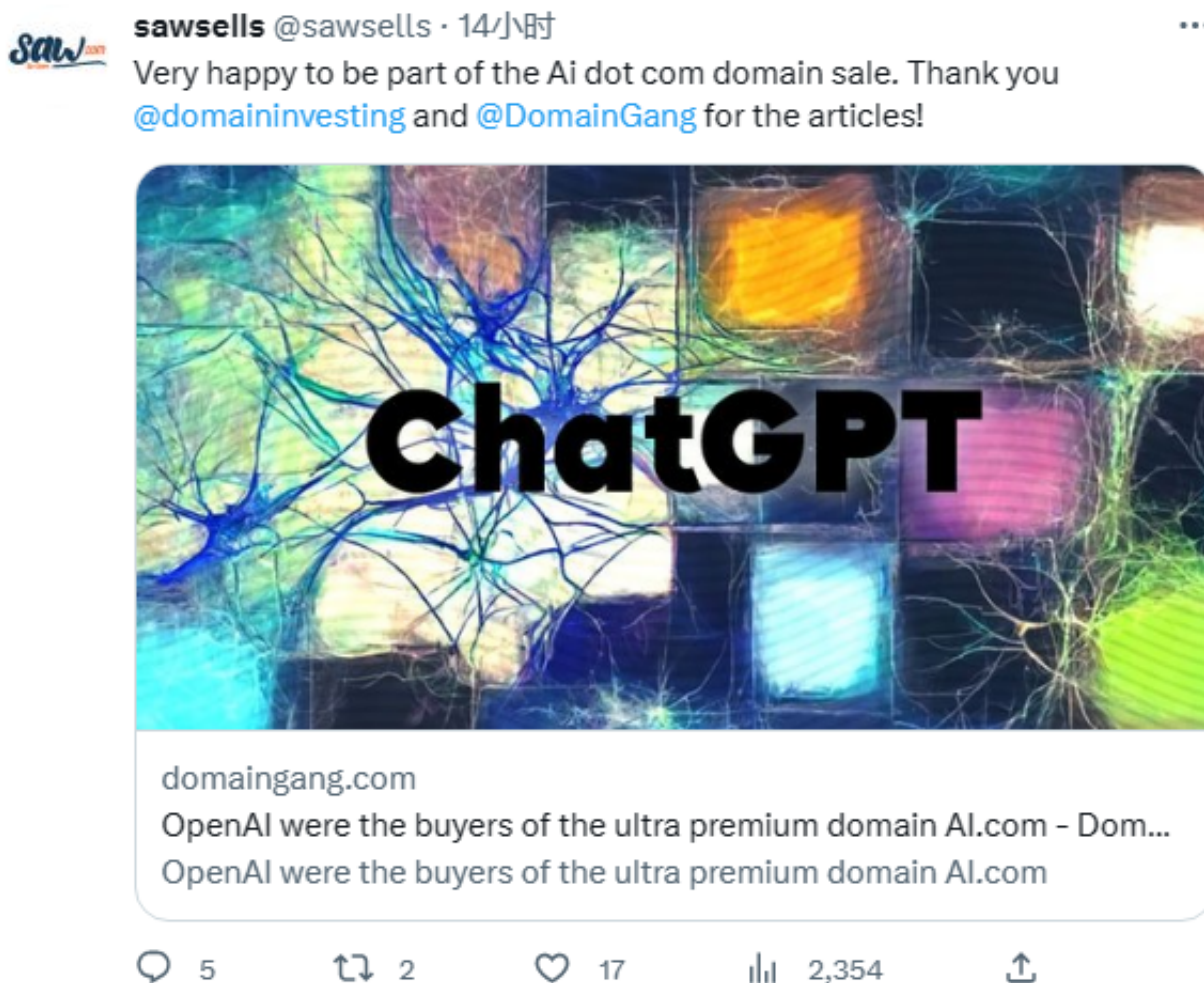 saw.com
sawsells @sawsells · 14小时
Very happy to be part of the Ai dot com domain sale. Thank you
@domaininvesting and @DomainGang for the articles!
ChatGPT
domaingang.com
OpenAI were the buyers of the ultra premium domain AI.com - Dom...
OpenAI were the buyers of the ultra premium domain AI.com
5 2 17 2,354